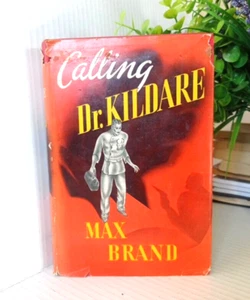 Calling
Dr. KILDARE
MAX
BRAND